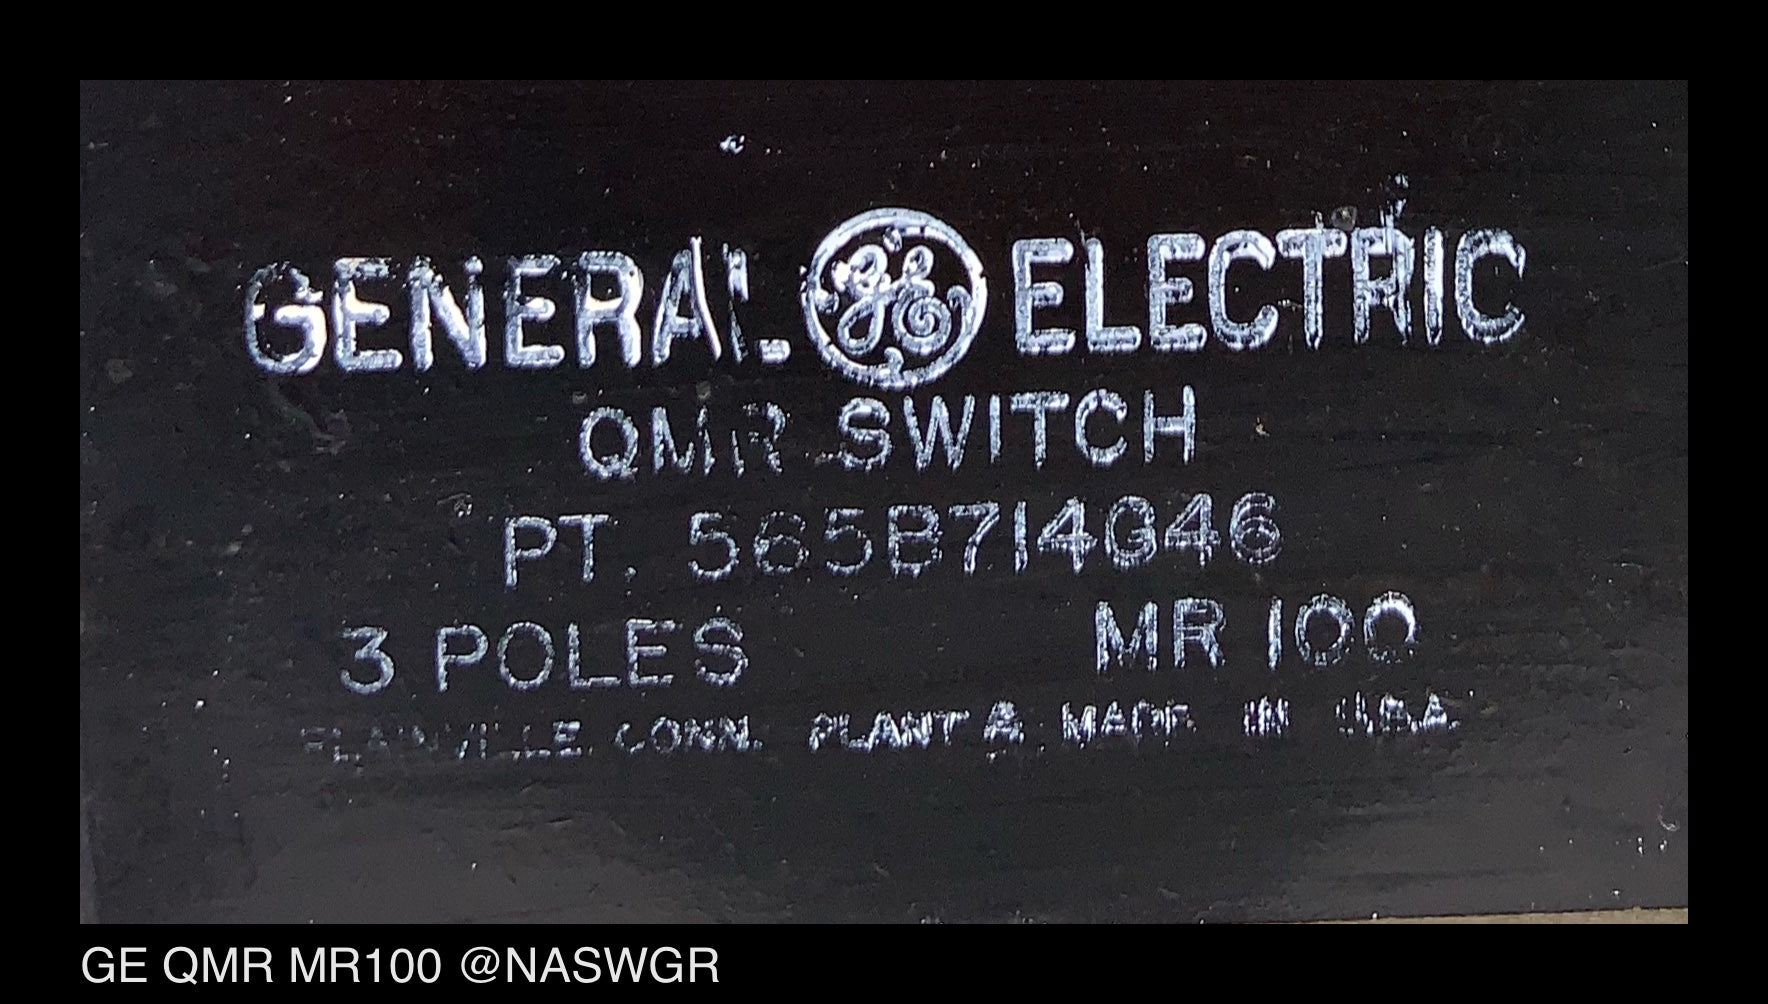 GENERAL GE ELECTRIC
QMR SWITCH
PT. 565B714G46
3 POLES MR 100
PLAINVILLE CONN. PLANT A MADE IN U.S.A.
GE QMR MR100 @NASWGR